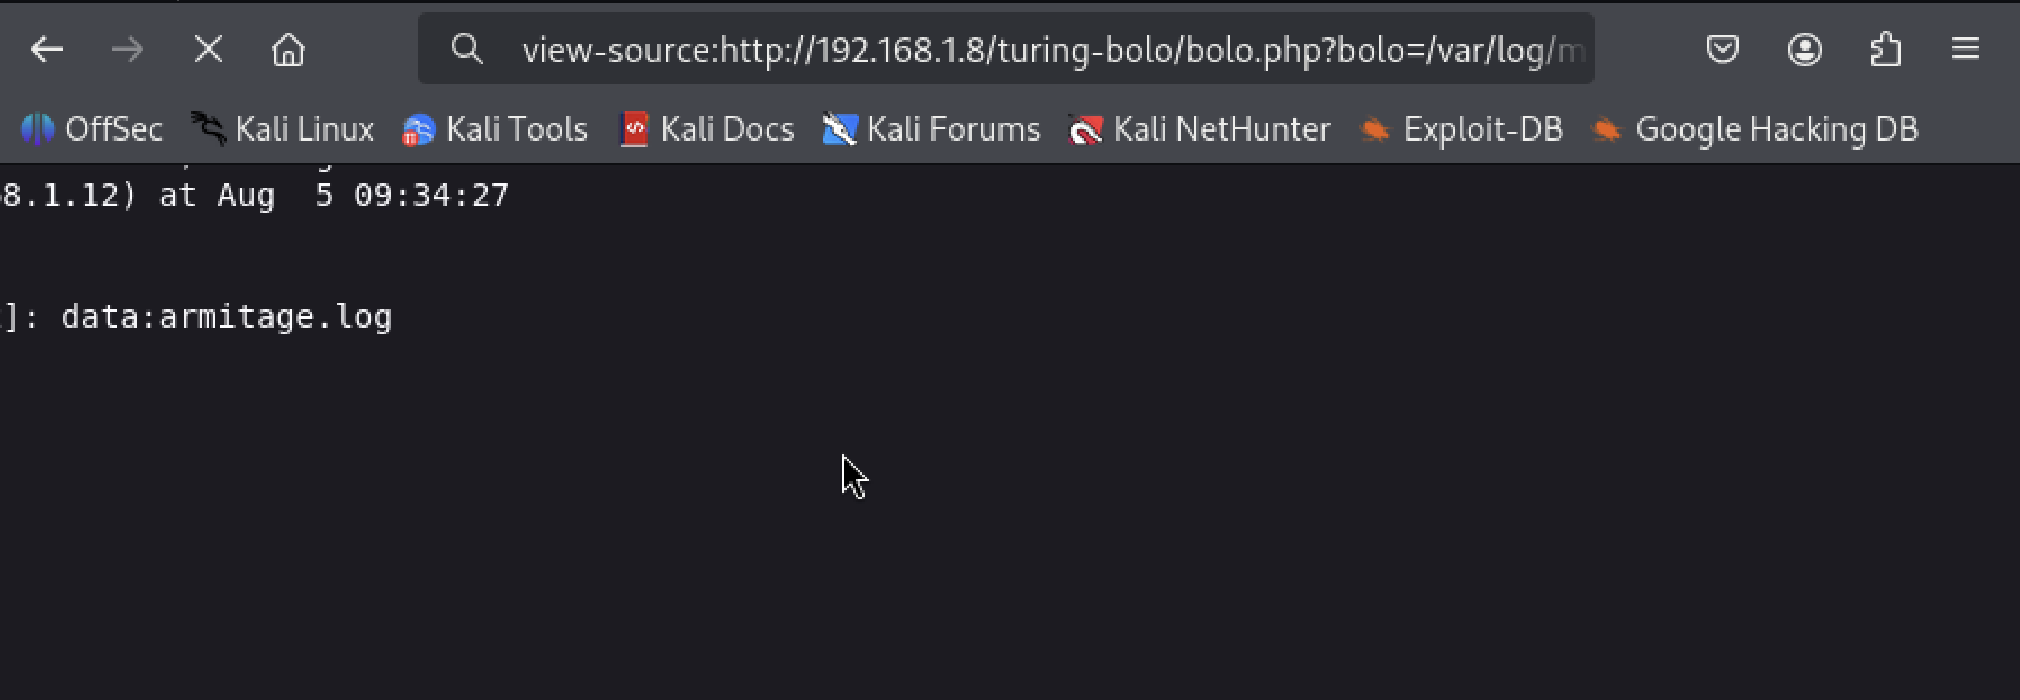 view-source:http://192.168.1.8/turing-bolo/bolo.php?bolo=/var/log/m
OffSec Kali Linux Kali Tools Kali Docs Kali Forums Kali NetHunter Exploit-DB Google Hacking DB
8.1.12) at Aug  5 09:34:27
]: data:armitage.log